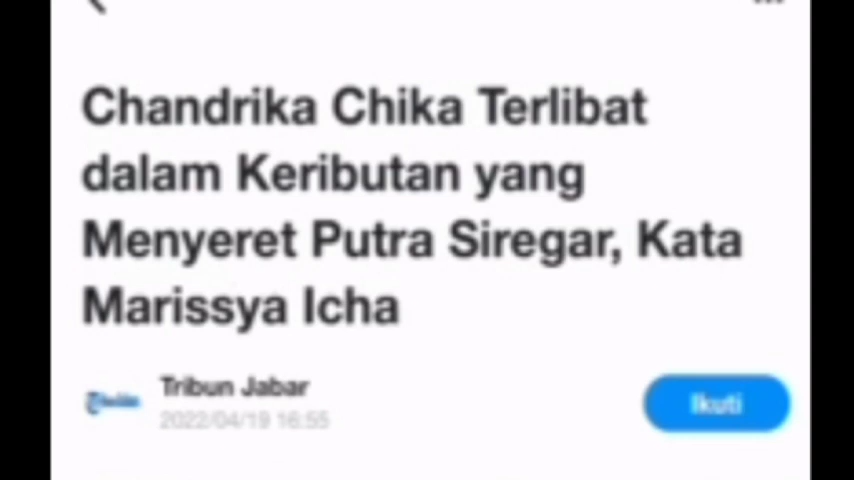 Chandrika Chika Terlibat
dalam Keributan yang
Menyeret Putra Siregar, Kata
Marissya Icha
Tribun Jabar
2022/04/19 16:55
Ikuti